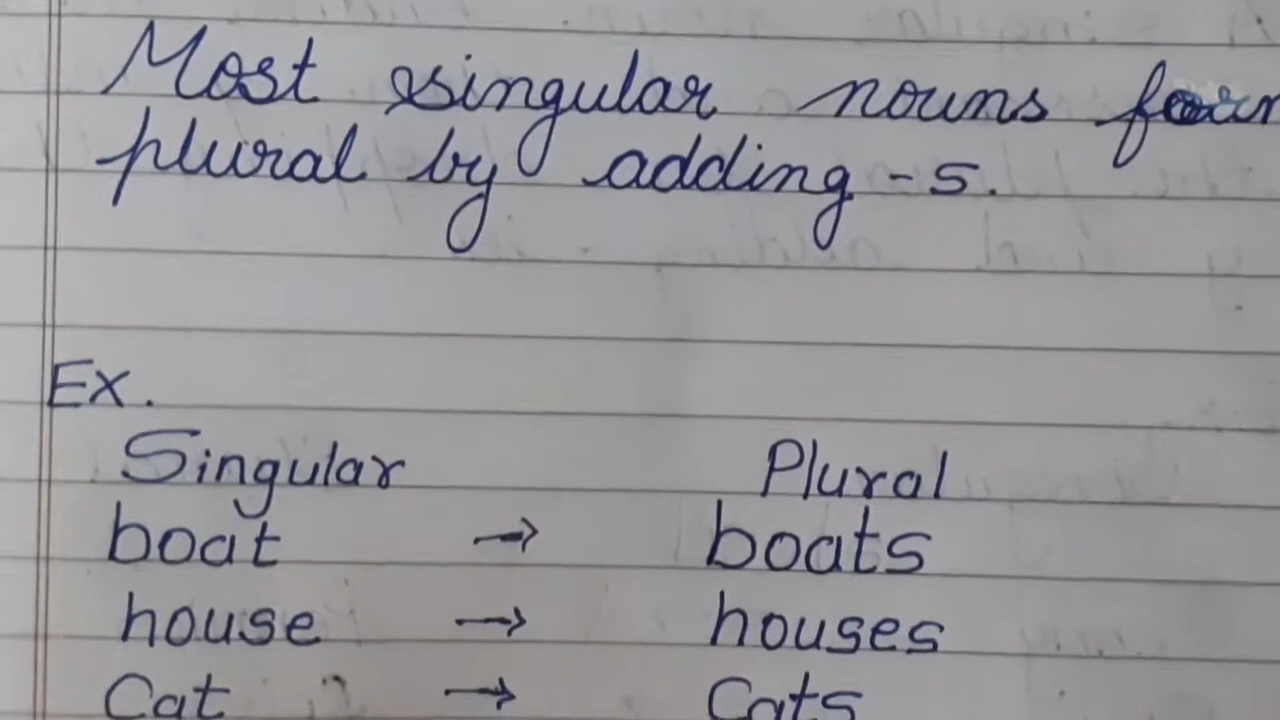 Most singular nouns
plural by adding -s.
Ex.
Singular Plural
boat → boats
house → houses
Cat → Cats